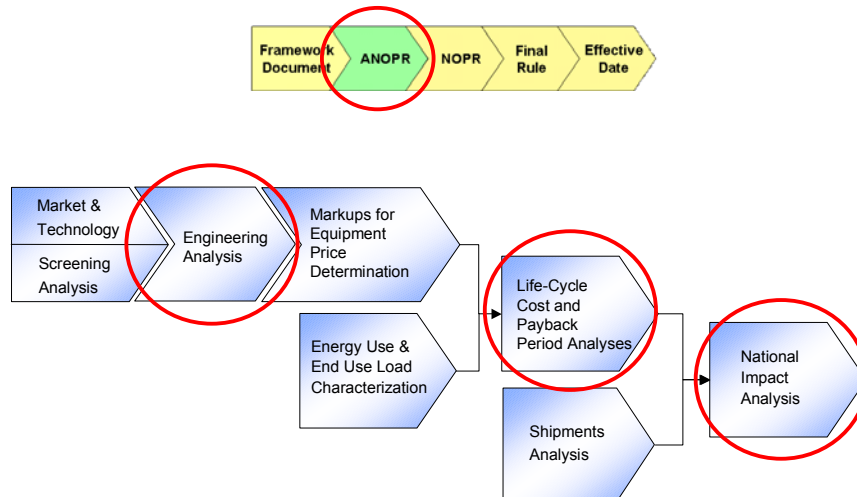 Framework
Document
ANOPR
NOPR
Final
Rule
Effective
Date
Market &
Technology
Screening
Analysis
Engineering
Analysis
Markups for
Equipment
Price
Determination
Energy Use &
End Use Load
Characterization
Life-Cycle
Cost and
Payback
Period Analyses
Shipments
Analysis
National
Impact
Analysis